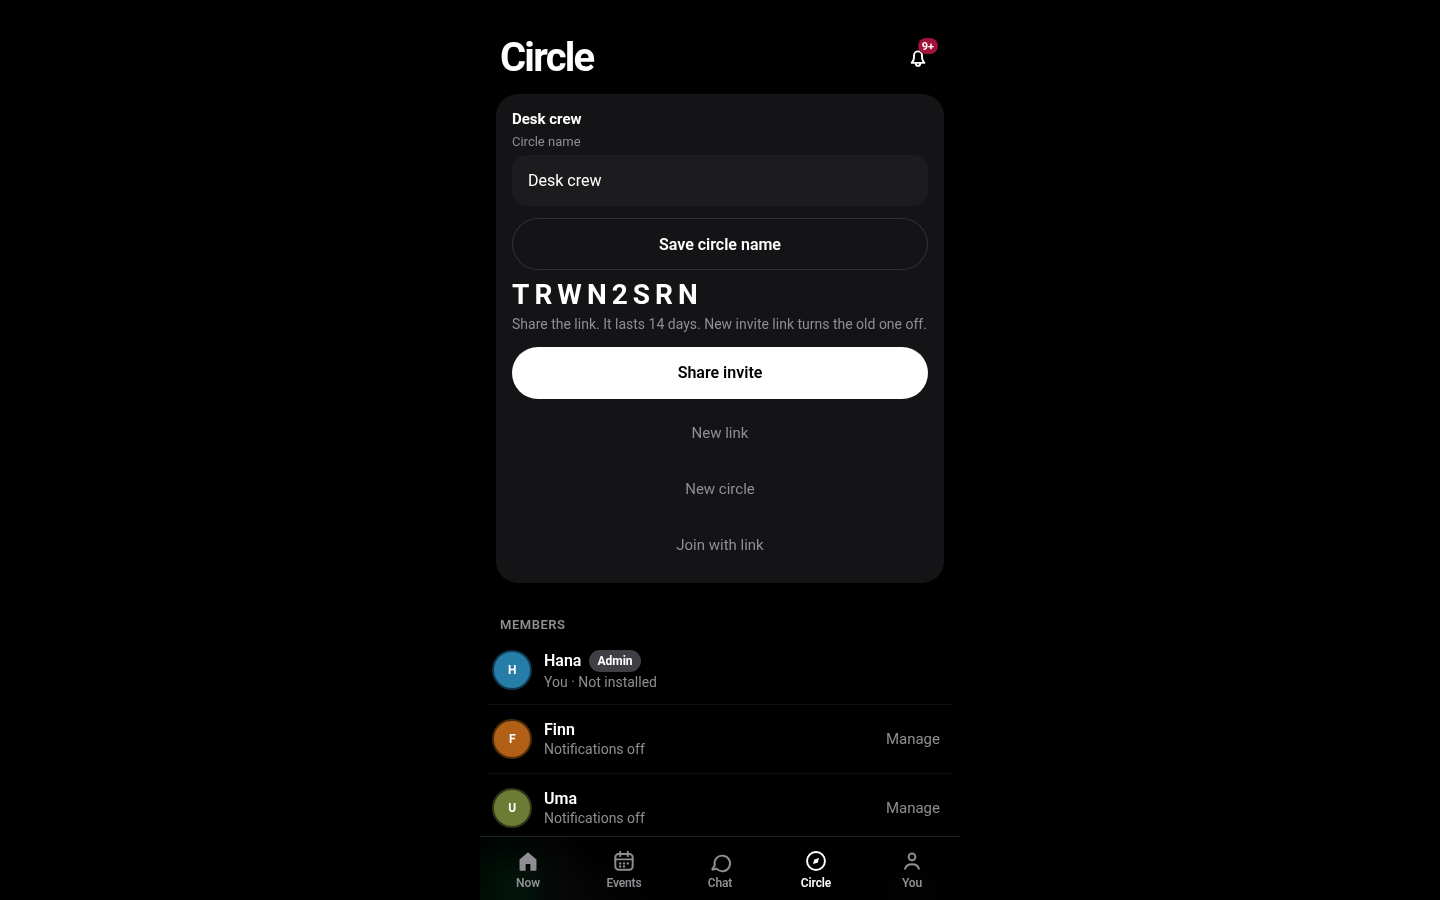 Circle
9+
Desk crew
Circle name
Desk crew
Save circle name
TRWN2SRN
Share the link. It lasts 14 days. New invite link turns the old one off.
Share invite
New link
New circle
Join with link
MEMBERS
H
Hana Admin
You · Not installed
F
Finn
Notifications off
Manage
U
Uma
Notifications off
Manage
Now Events Chat Circle You